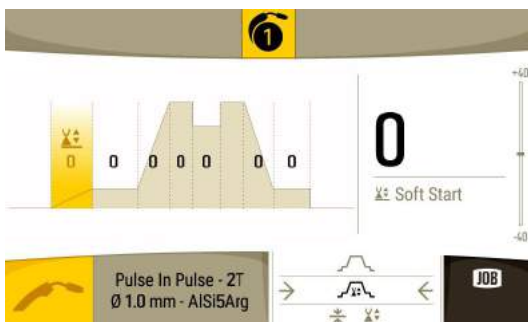 1
+40
0 0 0 0 0 0 0
0
Soft Start
-40
Pulse In Pulse - 2T
Ø 1.0 mm - AlSi5Arg
JOB